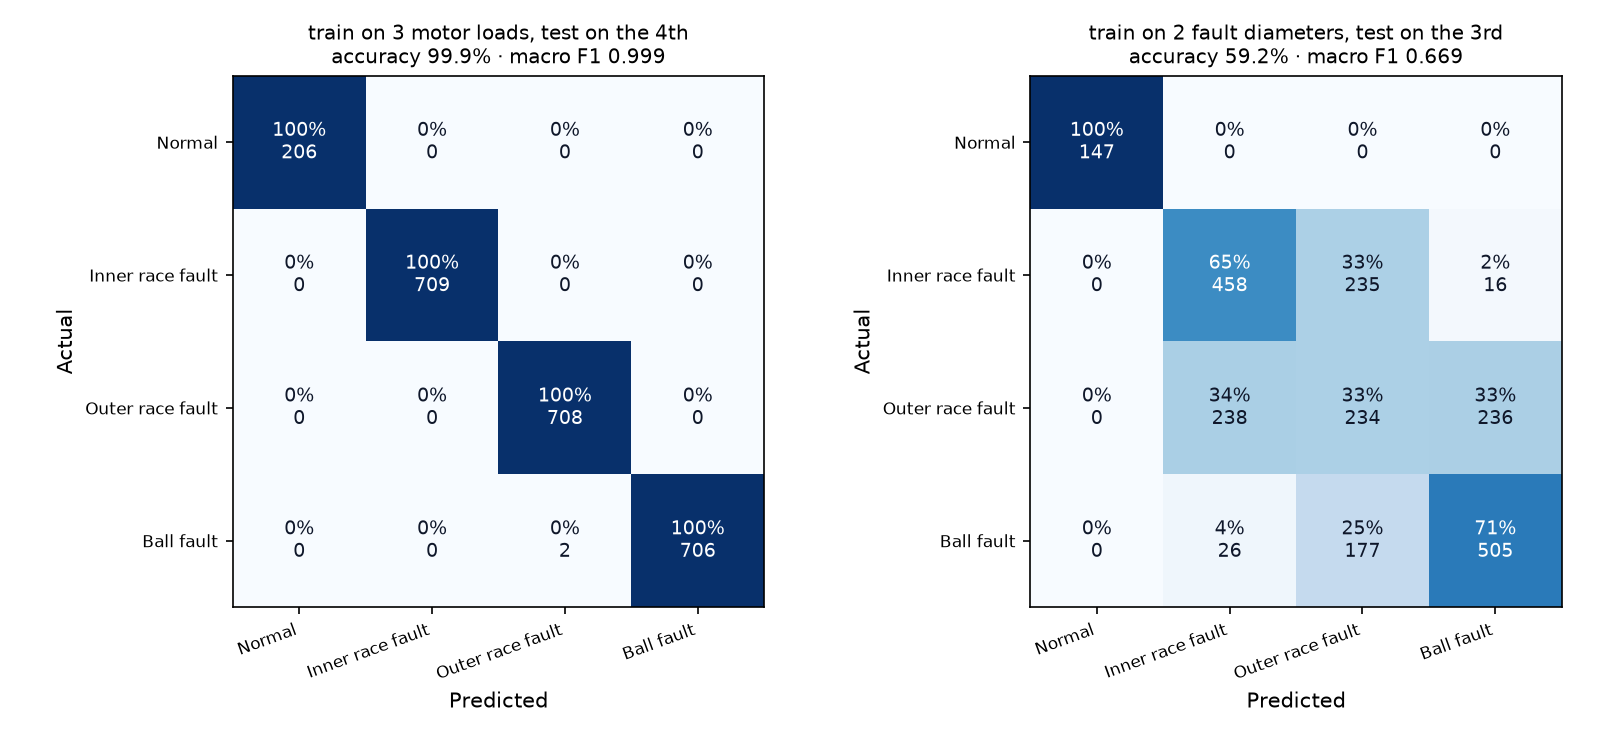 train on 3 motor loads, test on the 4th
accuracy 99.9% · macro F1 0.999
Actual
Normal
100%
206
0%
0
0%
0
0%
0
Inner race fault
0%
0
100%
709
0%
0
0%
0
Outer race fault
0%
0
0%
0
100%
708
0%
0
Ball fault
0%
0
0%
0
0%
2
100%
706
Normal
Inner race fault
Outer race fault
Ball fault
Predicted
train on 2 fault diameters, test on the 3rd
accuracy 59.2% · macro F1 0.669
Actual
Normal
100%
147
0%
0
0%
0
0%
0
Inner race fault
0%
0
65%
458
33%
235
2%
16
Outer race fault
0%
0
34%
238
33%
234
33%
236
Ball fault
0%
0
4%
26
25%
177
71%
505
Normal
Inner race fault
Outer race fault
Ball fault
Predicted